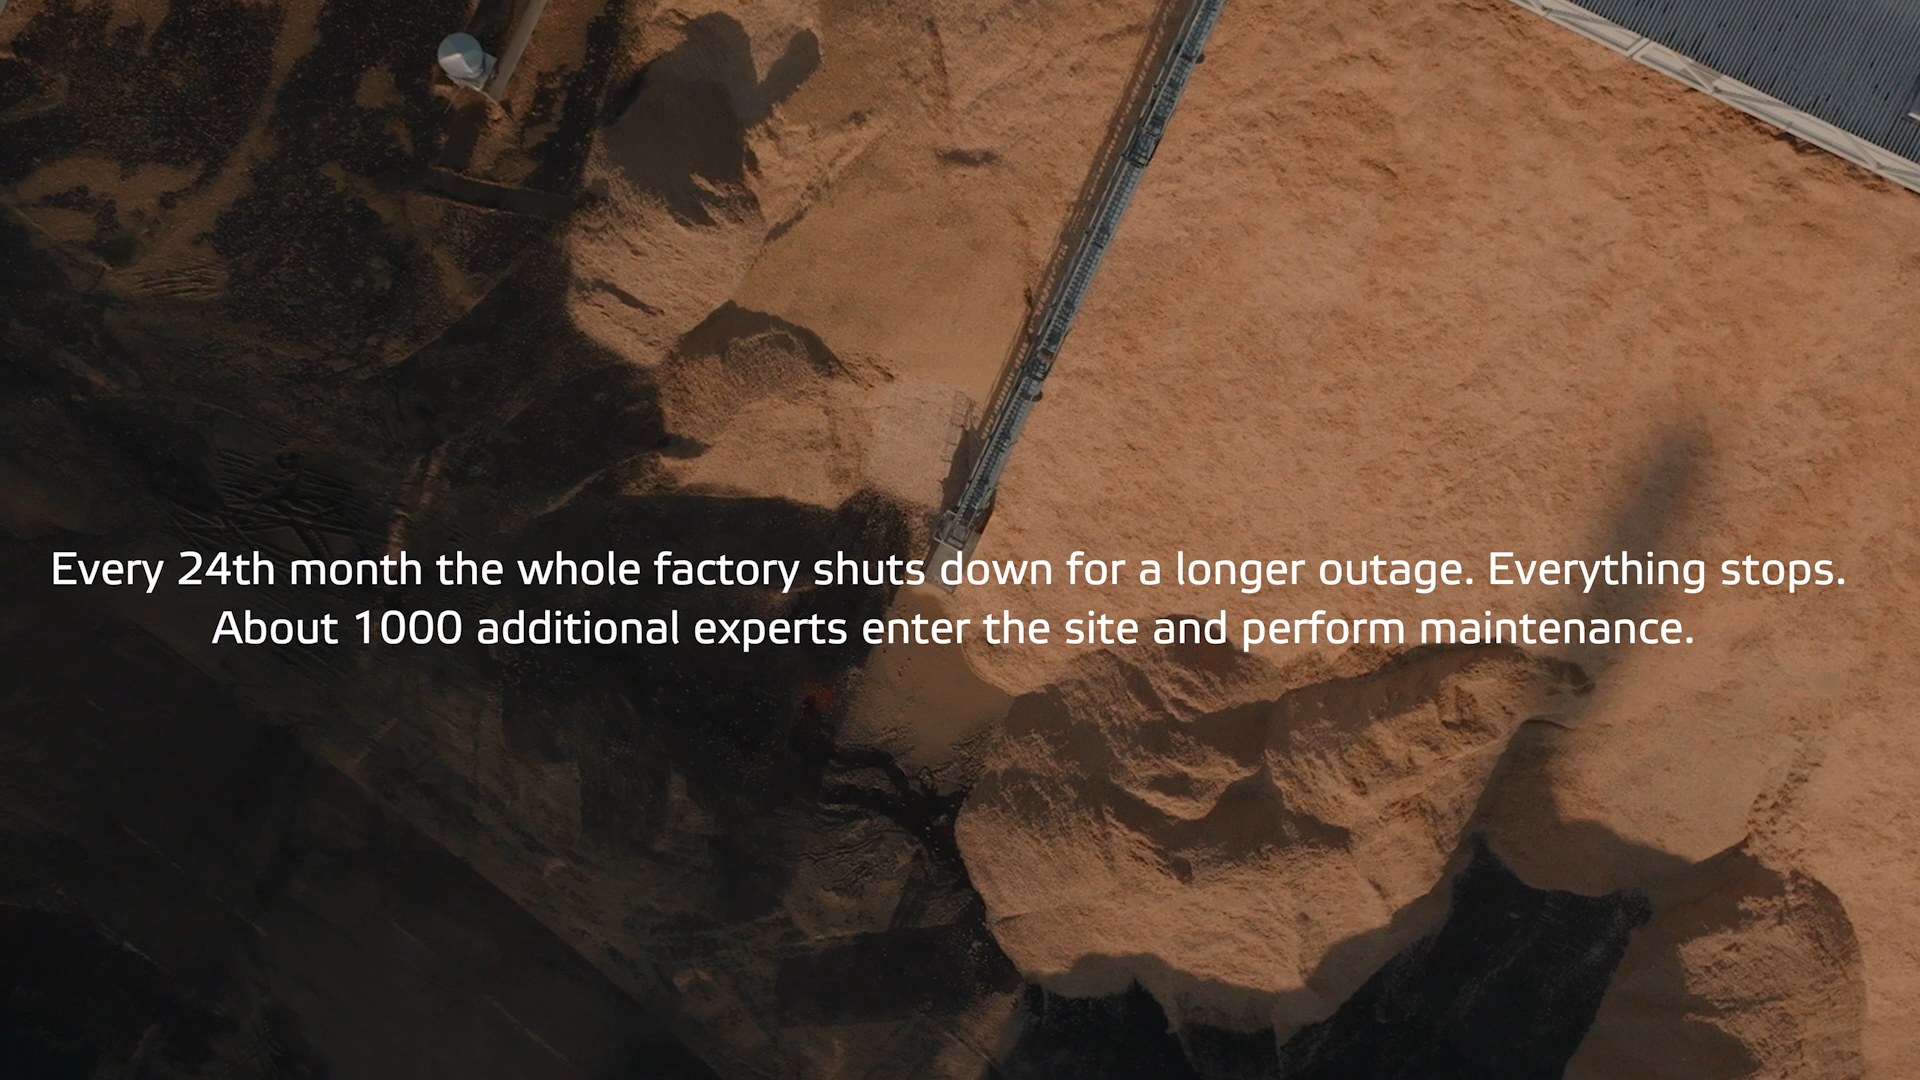 Every 24th month the whole factory shuts down for a longer outage. Everything stops.
About 1000 additional experts enter the site and perform maintenance.